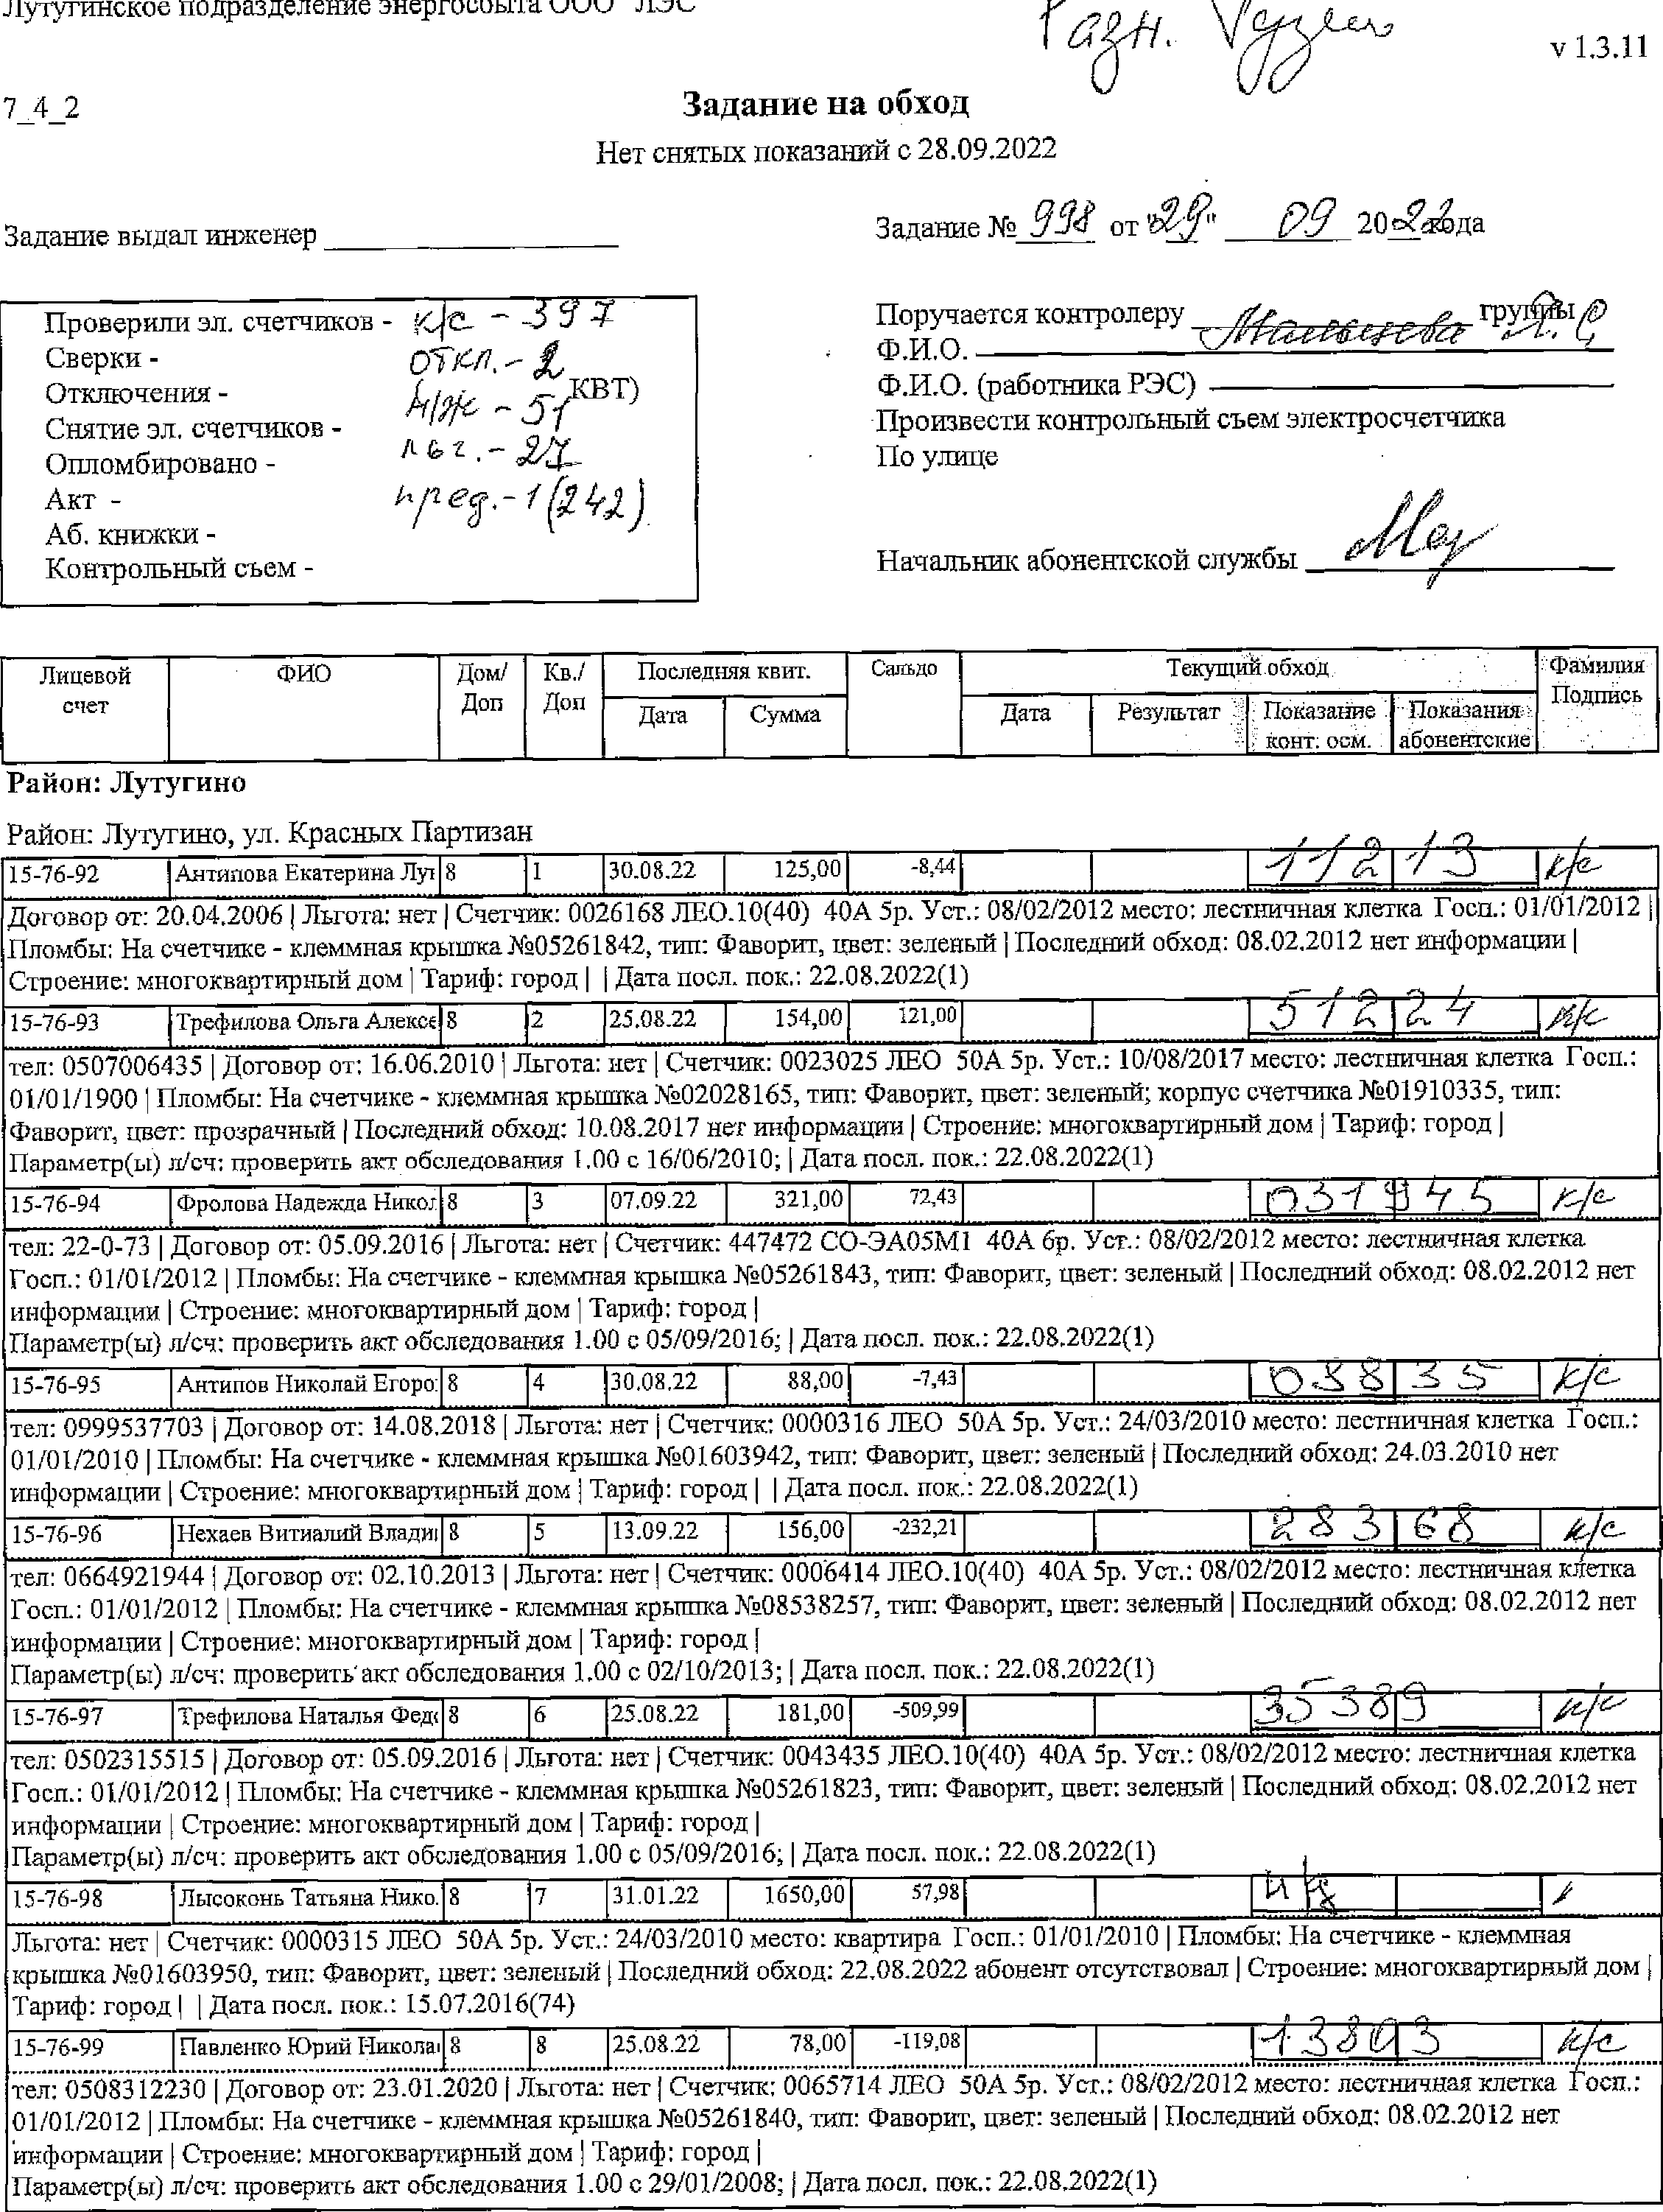 Лутугинское подразделение энергосбыта ООО "ЛЭС"
v 1.3.11
7_4_2
Задание на обход
Нет снятых показаний с 28.09.2022
Задание выдал инженер
Задание № 998 от "29" 09 2022 года
Проверили эл. счетчиков - к/с - 397
Сверки - откл. - 2
Отключения - н/ж - 51 КВТ)
Снятие эл. счетчиков - льг. - 27
Опломбировано -
Акт - пред. - 1 (242)
Аб. книжки -
Контрольный съем -
Поручается контролеру группы
Ф.И.О.
Ф.И.О. (работника РЭС)
Произвести контрольный съем электросчетчика
По улице
Начальник абонентской службы
Лицевой счет ФИО Дом/ Доп Кв./ Доп Последняя квит. Сальдо Текущий обход Фамилия Подпись
Дата Сумма Дата Результат Показание конт. осм. Показания абонентские
Район: Лутугино
Район: Лутугино, ул. Красных Партизан
15-76-92 Антипова Екатерина Лу 8 1 30.08.22 125,00 -8,44 11213 к/с
Договор от: 20.04.2006 | Льгота: нет | Счетчик: 0026168 ЛЕО.10(40) 40А 5р. Уст.: 08/02/2012 место: лестничная клетка Госп.: 01/01/2012 |
Пломбы: На счетчике - клеммная крышка №05261842, тип: Фаворит, цвет: зеленый | Последний обход: 08.02.2012 нет информации |
Строение: многоквартирный дом | Тариф: город | | Дата посл. пок.: 22.08.2022(1)
15-76-93 Трефилова Ольга Алексе 8 2 25.08.22 154,00 121,00 51224 к/с
тел: 0507006435 | Договор от: 16.06.2010 | Льгота: нет | Счетчик: 0023025 ЛЕО 50А 5р. Уст.: 10/08/2017 место: лестничная клетка Госп.:
01/01/1900 | Пломбы: На счетчике - клеммная крышка №02028165, тип: Фаворит, цвет: зеленый; корпус счетчика №01910335, тип:
Фаворит, цвет: прозрачный | Последний обход: 10.08.2017 нет информации | Строение: многоквартирный дом | Тариф: город |
Параметр(ы) л/сч: проверить акт обследования 1.00 с 16/06/2010; | Дата посл. пок.: 22.08.2022(1)
15-76-94 Фролова Надежда Никол 8 3 07.09.22 321,00 72,43 031945 к/с
тел: 22-0-73 | Договор от: 05.09.2016 | Льгота: нет | Счетчик: 447472 СО-ЭА05М1 40А 6р. Уст.: 08/02/2012 место: лестничная клетка
Госп.: 01/01/2012 | Пломбы: На счетчике - клеммная крышка №05261843, тип: Фаворит, цвет: зеленый | Последний обход: 08.02.2012 нет
информации | Строение: многоквартирный дом | Тариф: город |
Параметр(ы) л/сч: проверить акт обследования 1.00 с 05/09/2016; | Дата посл. пок.: 22.08.2022(1)
15-76-95 Антипов Николай Егоро 8 4 30.08.22 88,00 -7,43 08835 к/с
тел: 0999537703 | Договор от: 14.08.2018 | Льгота: нет | Счетчик: 0000316 ЛЕО 50А 5р. Уст.: 24/03/2010 место: лестничная клетка Госп.:
01/01/2010 | Пломбы: На счетчике - клеммная крышка №01603942, тип: Фаворит, цвет: зеленый | Последний обход: 24.03.2010 нет
информации | Строение: многоквартирный дом | Тариф: город | | Дата посл. пок.: 22.08.2022(1)
15-76-96 Нехаев Витиалий Влади 8 5 13.09.22 156,00 -232,21 28368 к/с
тел: 0664921944 | Договор от: 02.10.2013 | Льгота: нет | Счетчик: 0006414 ЛЕО.10(40) 40А 5р. Уст.: 08/02/2012 место: лестничная клетка
Госп.: 01/01/2012 | Пломбы: На счетчике - клеммная крышка №08538257, тип: Фаворит, цвет: зеленый | Последний обход: 08.02.2012 нет
информации | Строение: многоквартирный дом | Тариф: город |
Параметр(ы) л/сч: проверить акт обследования 1.00 с 02/10/2013; | Дата посл. пок.: 22.08.2022(1)
15-76-97 Трефилова Наталья Фед 8 6 25.08.22 181,00 -509,99 35389 к/с
тел: 0502315515 | Договор от: 05.09.2016 | Льгота: нет | Счетчик: 0043435 ЛЕО.10(40) 40А 5р. Уст.: 08/02/2012 место: лестничная клетка
Госп.: 01/01/2012 | Пломбы: На счетчике - клеммная крышка №05261823, тип: Фаворит, цвет: зеленый | Последний обход: 08.02.2012 нет
информации | Строение: многоквартирный дом | Тариф: город |
Параметр(ы) л/сч: проверить акт обследования 1.00 с 05/09/2016; | Дата посл. пок.: 22.08.2022(1)
15-76-98 Лысоконь Татьяна Нико. 8 7 31.01.22 1650,00 57,98
Льгота: нет | Счетчик: 0000315 ЛЕО 50А 5р. Уст.: 24/03/2010 место: квартира Госп.: 01/01/2010 | Пломбы: На счетчике - клеммная
крышка №01603950, тип: Фаворит, цвет: зеленый | Последний обход: 22.08.2022 абонент отсутствовал | Строение: многоквартирный дом |
Тариф: город | | Дата посл. пок.: 15.07.2016(74)
15-76-99 Павленко Юрий Никола 8 8 25.08.22 78,00 -119,08 13803 к/с
тел: 0508312230 | Договор от: 23.01.2020 | Льгота: нет | Счетчик: 0065714 ЛЕО 50А 5р. Уст.: 08/02/2012 место: лестничная клетка Госп.:
01/01/2012 | Пломбы: На счетчике - клеммная крышка №05261840, тип: Фаворит, цвет: зеленый | Последний обход: 08.02.2012 нет
информации | Строение: многоквартирный дом | Тариф: город |
Параметр(ы) л/сч: проверить акт обследования 1.00 с 29/01/2008; | Дата посл. пок.: 22.08.2022(1)